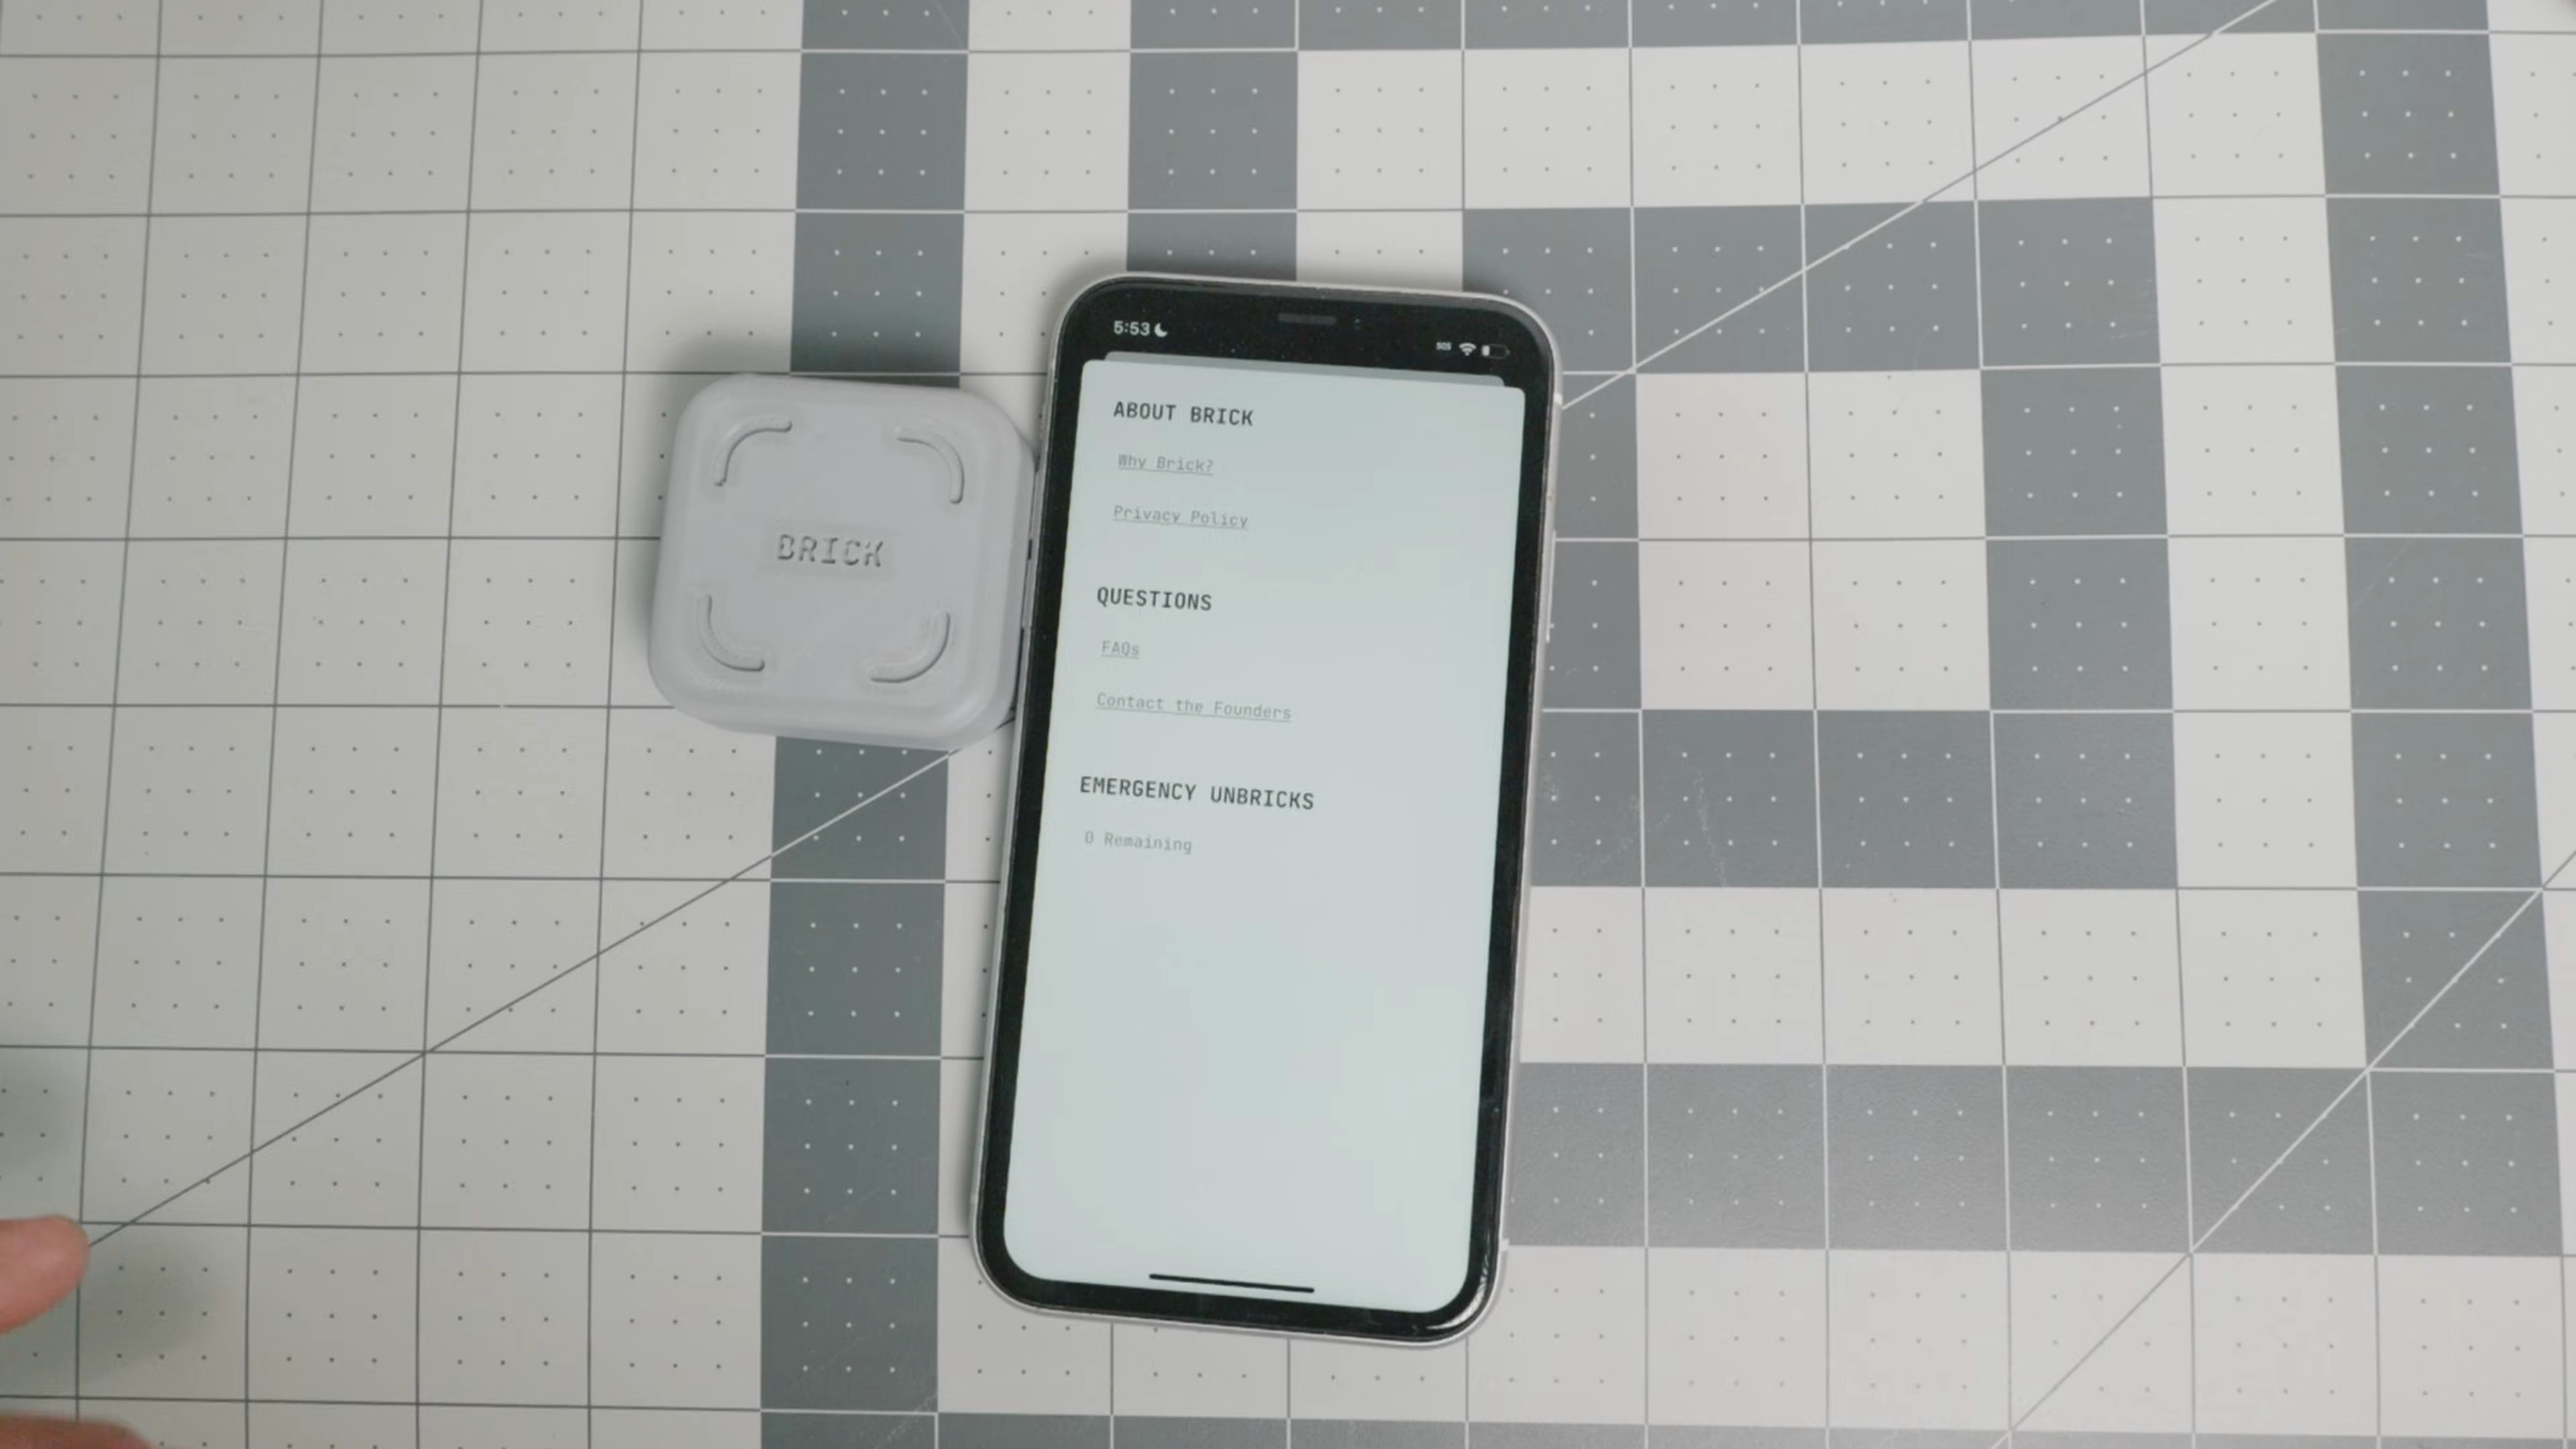 BRICK
5:53
SOS
ABOUT BRICK
Why Brick?
Privacy Policy
QUESTIONS
FAQs
Contact the Founders
EMERGENCY UNBRICKS
0 Remaining